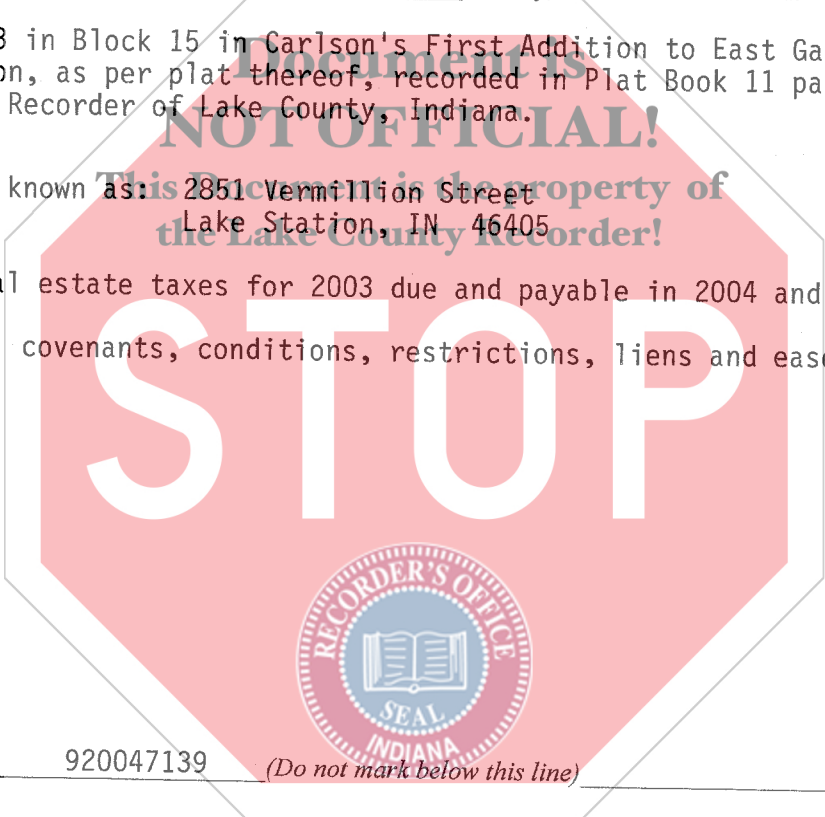 3 in Block 15 in Carlson's First Addition to East Ga
Document is
on, as per plat thereof, recorded in Plat Book 11 pa
Recorder of Lake County, Indiana.
NOT OFFICIAL!
known as: 2851 Vermillion Street
This Document is the property of
Lake Station, IN 46405
the Lake County Recorder!
al estate taxes for 2003 due and payable in 2004 and
covenants, conditions, restrictions, liens and ease
STOP
RECORDER'S OFFICE
SEAL
INDIANA
920047139 (Do not mark below this line)